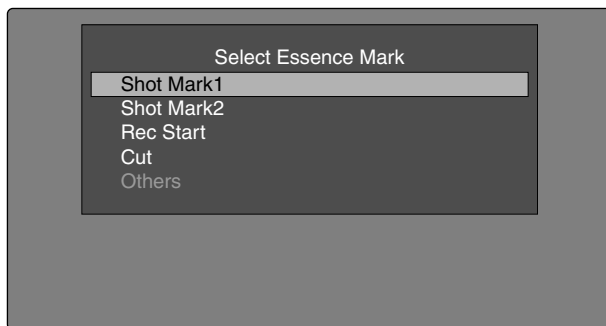 Select Essence Mark
Shot Mark1
Shot Mark2
Rec Start
Cut
Others